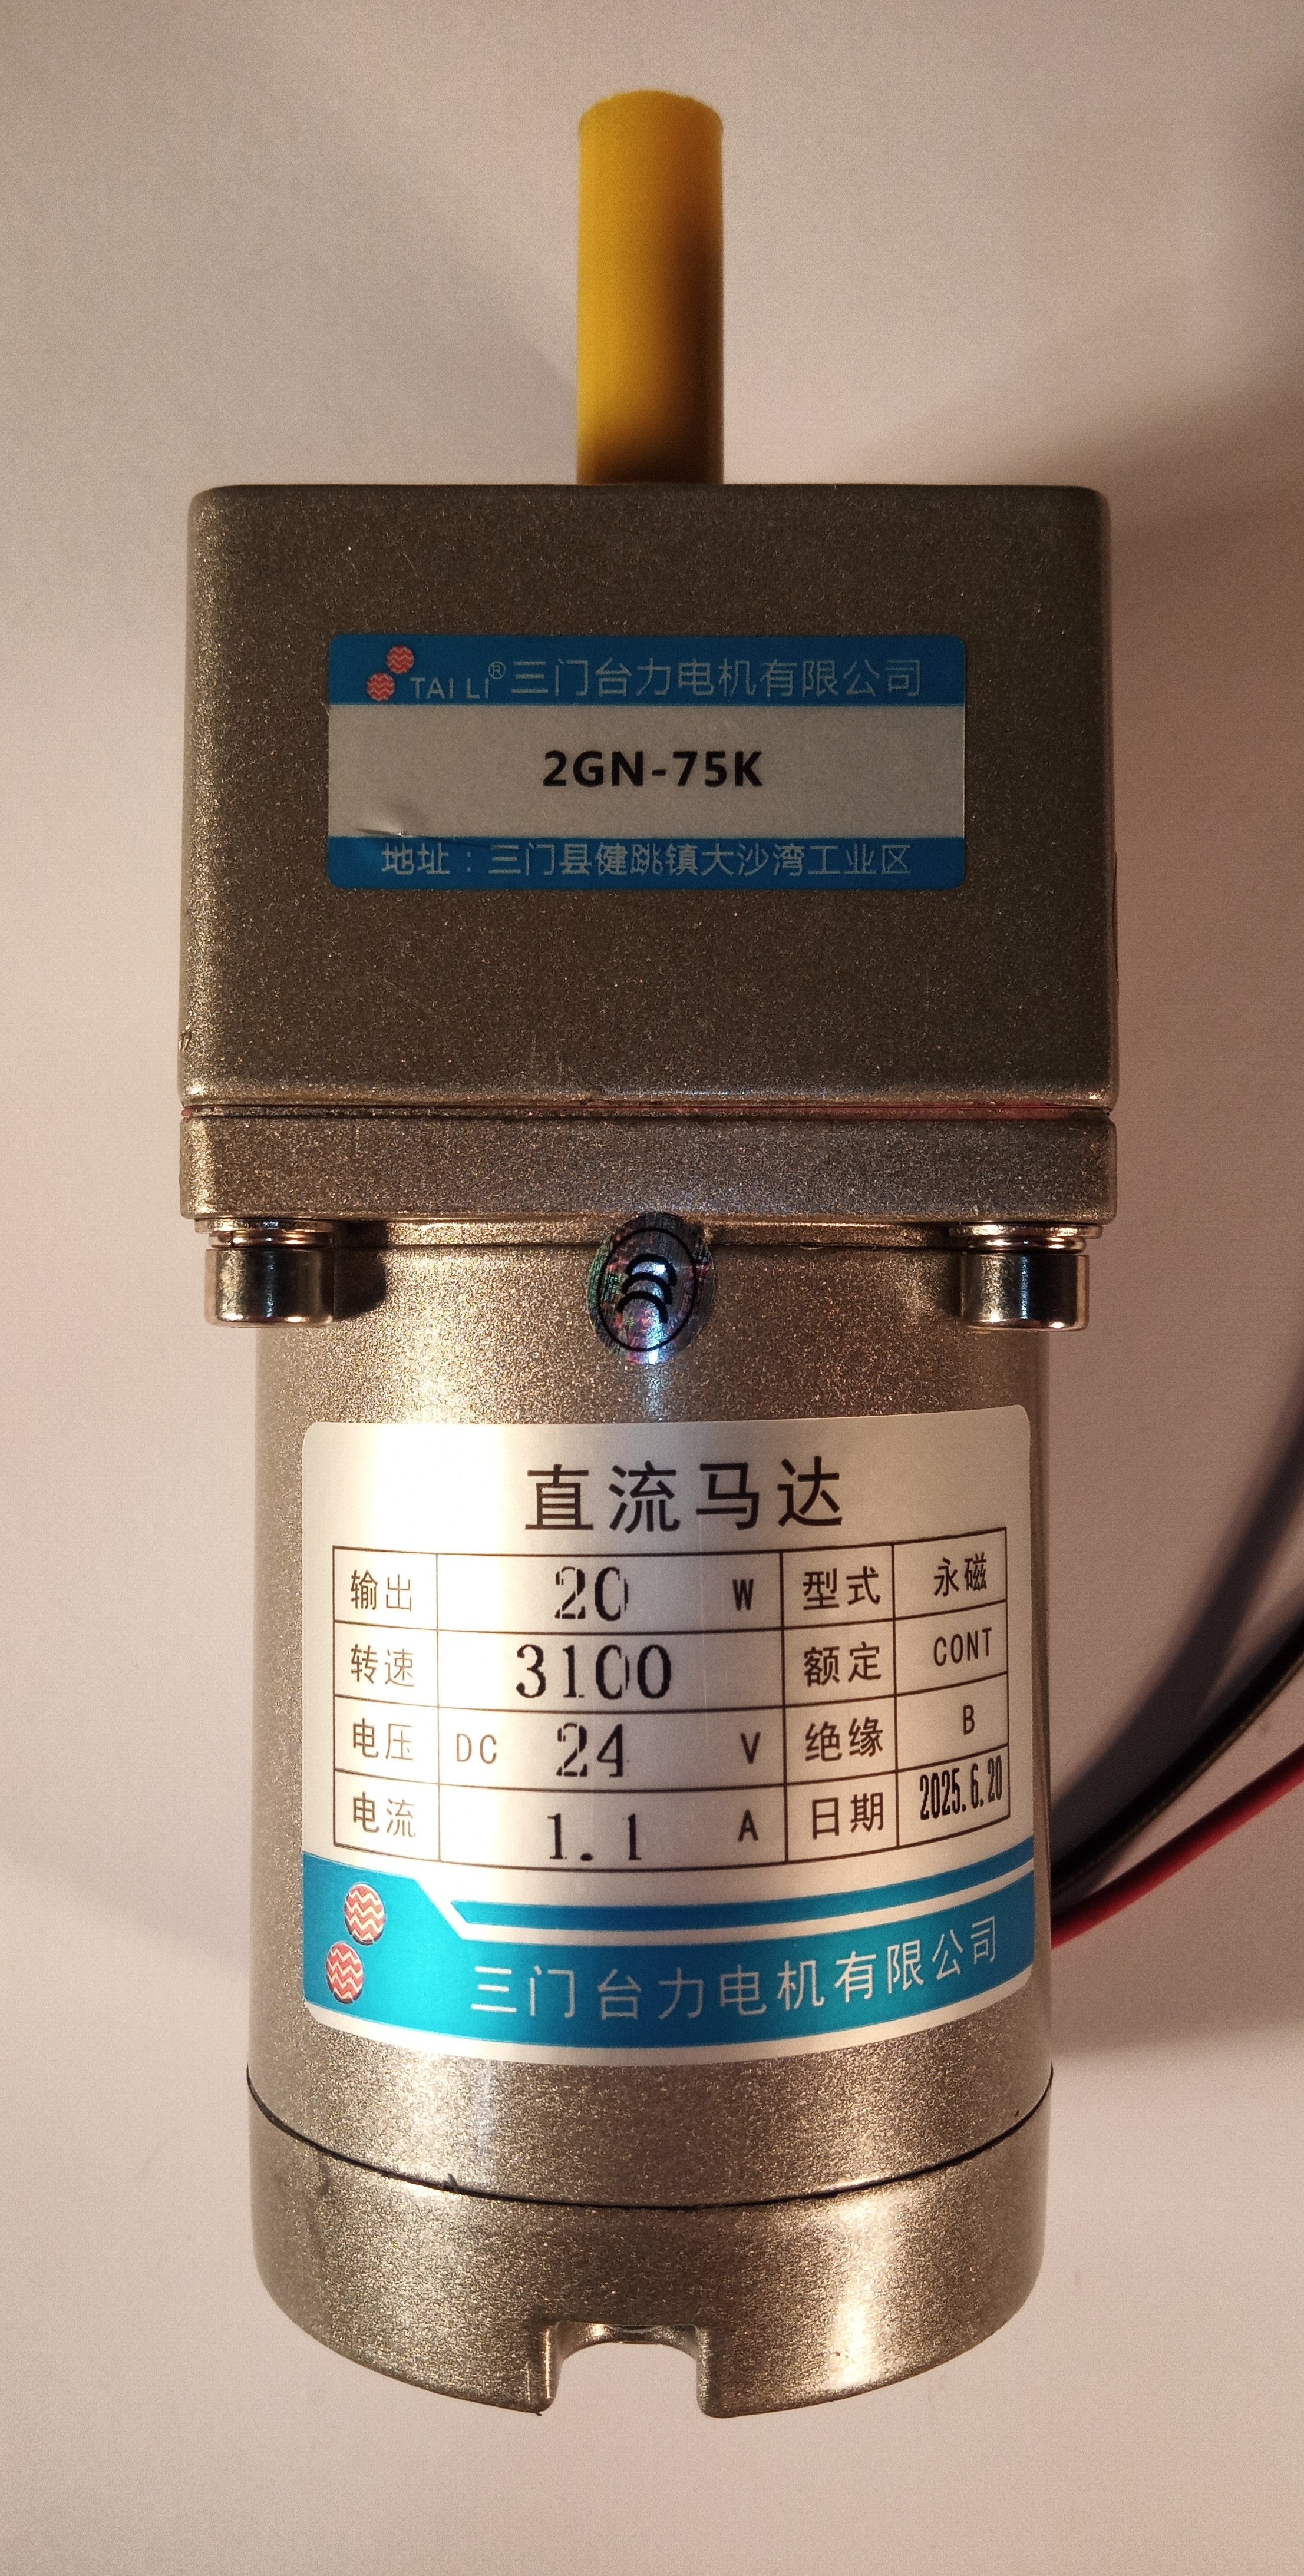 TAI LI® 三门台力电机有限公司
2GN-75K
地址：三门县健跳镇大沙湾工业区
直流马达
输出 20 W 型式 永磁
转速 3100 额定 CONT
电压 DC 24 V 绝缘 B
电流 1.1 A 日期 2025.6.20
三门台力电机有限公司